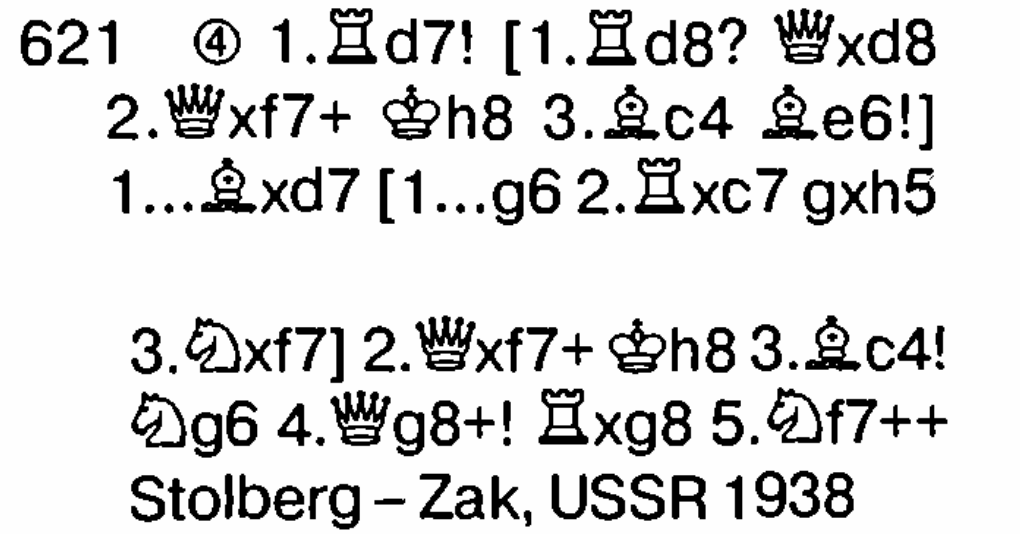 621 ④ 1.♖d7! [1.♖d8? ♕xd8
2.♕xf7+ ♔h8 3.♗c4 ♗e6!]
1...♗xd7 [1...g6 2.♖xc7 gxh5
3.♘xf7] 2.♕xf7+ ♔h8 3.♗c4!
♘g6 4.♕g8+! ♖xg8 5.♘f7++
Stolberg – Zak, USSR 1938